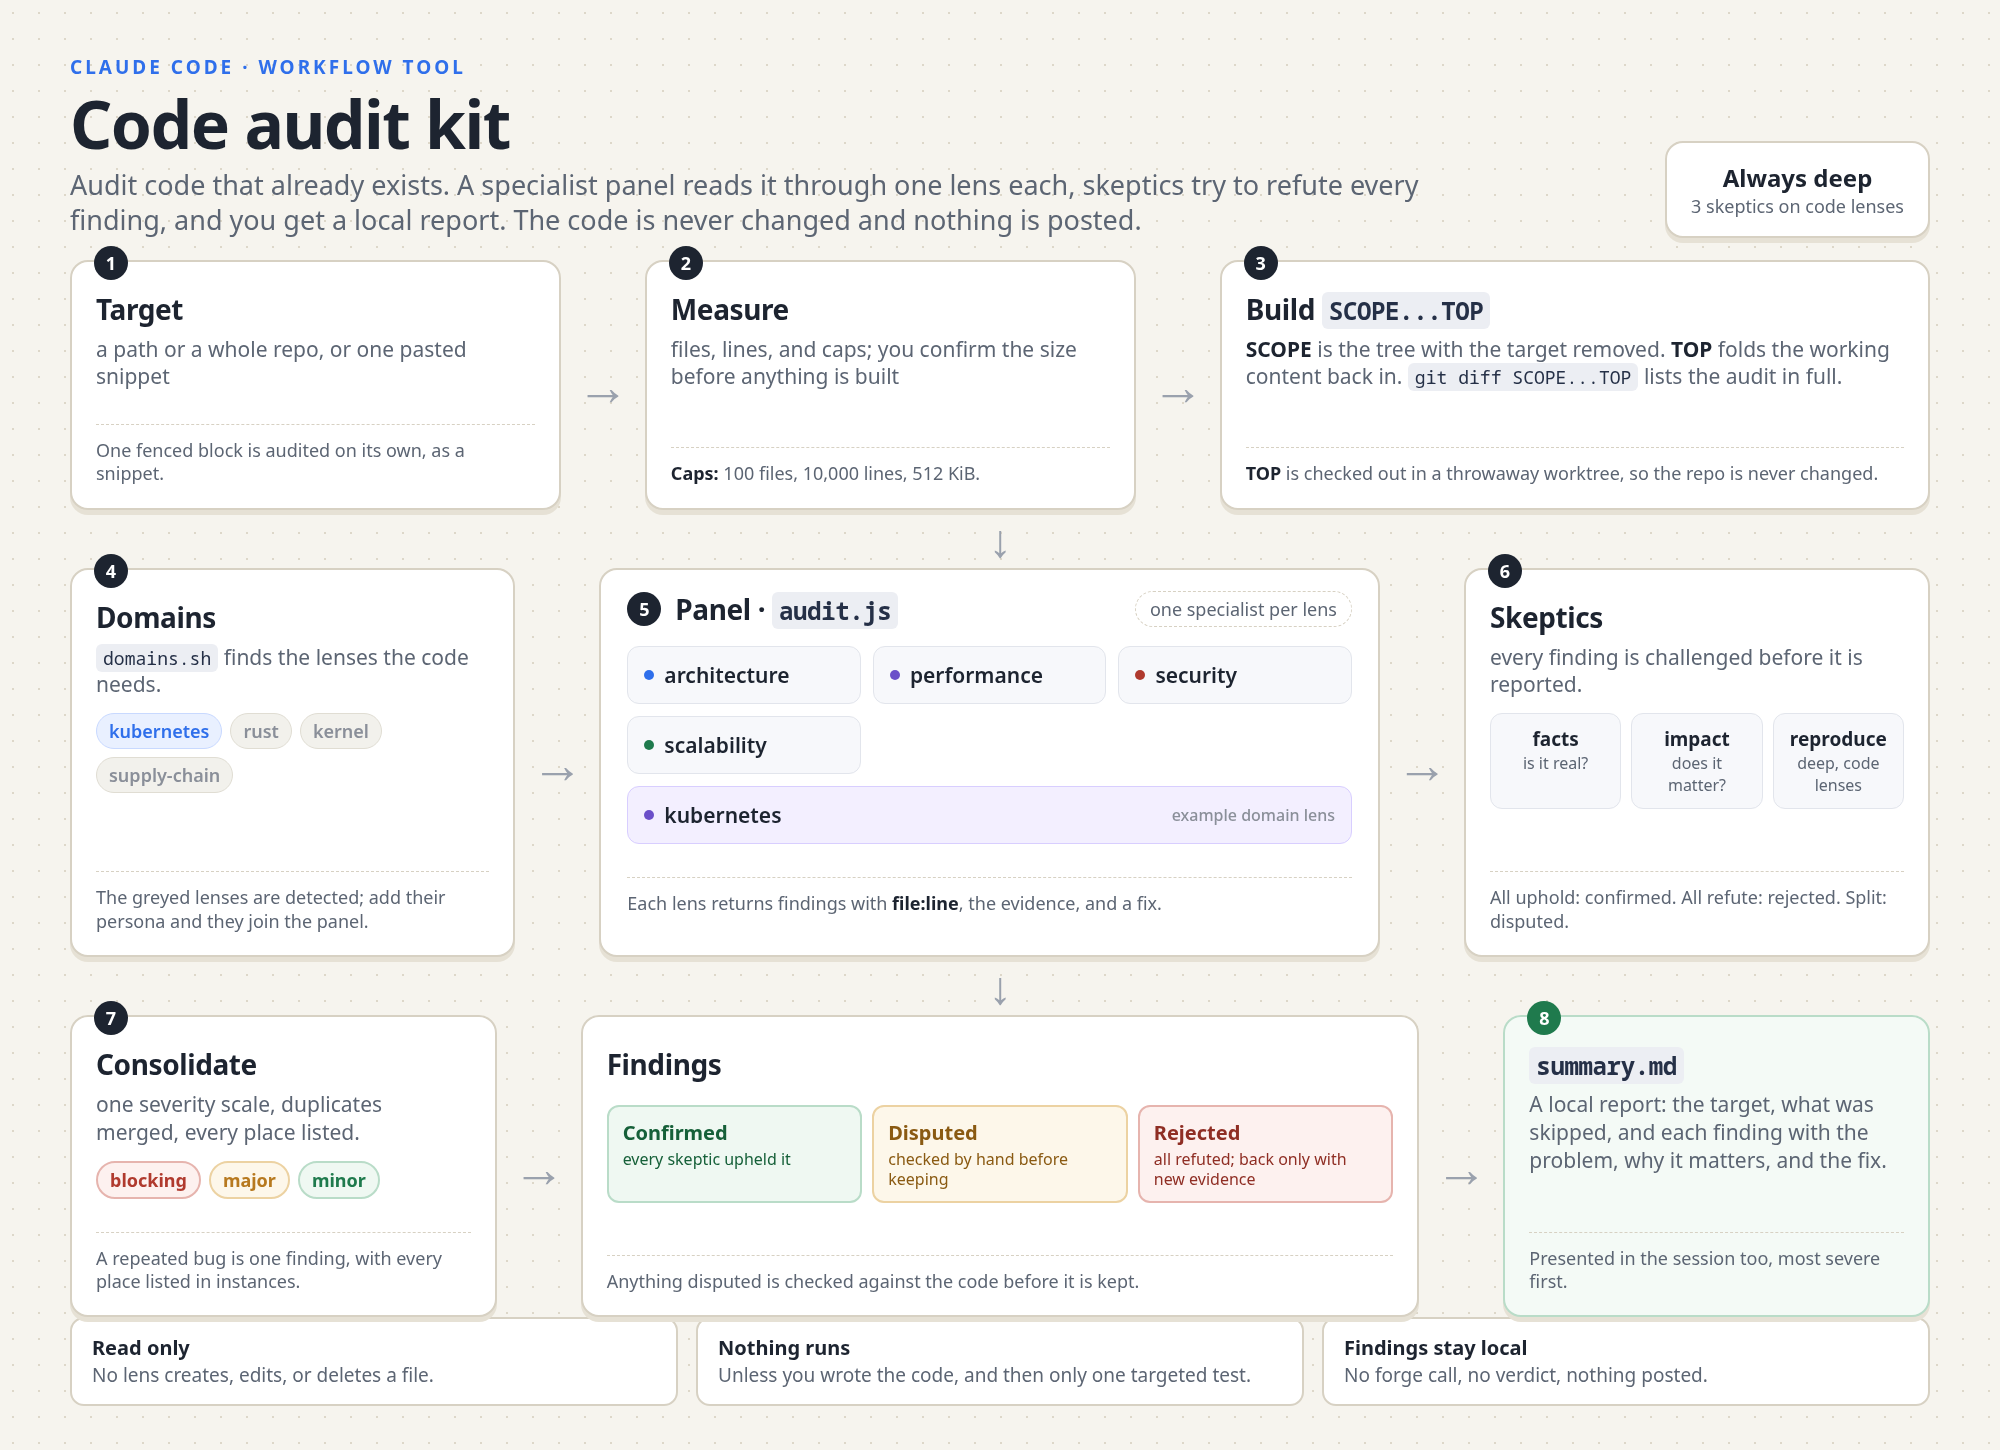 CLAUDE CODE · WORKFLOW TOOL
Code audit kit
Audit code that already exists. A specialist panel reads it through one lens each, skeptics try to refute every
finding, and you get a local report. The code is never changed and nothing is posted.
Always deep
3 skeptics on code lenses
1
Target
a path or a whole repo, or one pasted
snippet
One fenced block is audited on its own, as a
snippet.
→
2
Measure
files, lines, and caps; you confirm the size
before anything is built
Caps: 100 files, 10,000 lines, 512 KiB.
→
3
Build SCOPE...TOP
SCOPE is the tree with the target removed. TOP folds the working
content back in. git diff SCOPE...TOP lists the audit in full.
TOP is checked out in a throwaway worktree, so the repo is never changed.
↓
4
Domains
domains.sh finds the lenses the code
needs.
kubernetes rust kernel
supply-chain
The greyed lenses are detected; add their
persona and they join the panel.
→
5 Panel · audit.js
one specialist per lens
architecture performance security
scalability
kubernetes example domain lens
Each lens returns findings with file:line, the evidence, and a fix.
→
6
Skeptics
every finding is challenged before it is
reported.
facts
is it real?
impact
does it
matter?
reproduce
deep, code
lenses
All uphold: confirmed. All refute: rejected. Split:
disputed.
↓
7
Consolidate
one severity scale, duplicates
merged, every place listed.
blocking major minor
A repeated bug is one finding, with every
place listed in instances.
→
Findings
Confirmed
every skeptic upheld it
Disputed
checked by hand before
keeping
Rejected
all refuted; back only with
new evidence
Anything disputed is checked against the code before it is kept.
→
8
summary.md
A local report: the target, what was
skipped, and each finding with the
problem, why it matters, and the fix.
Presented in the session too, most severe
first.
Read only
No lens creates, edits, or deletes a file.
Nothing runs
Unless you wrote the code, and then only one targeted test.
Findings stay local
No forge call, no verdict, nothing posted.